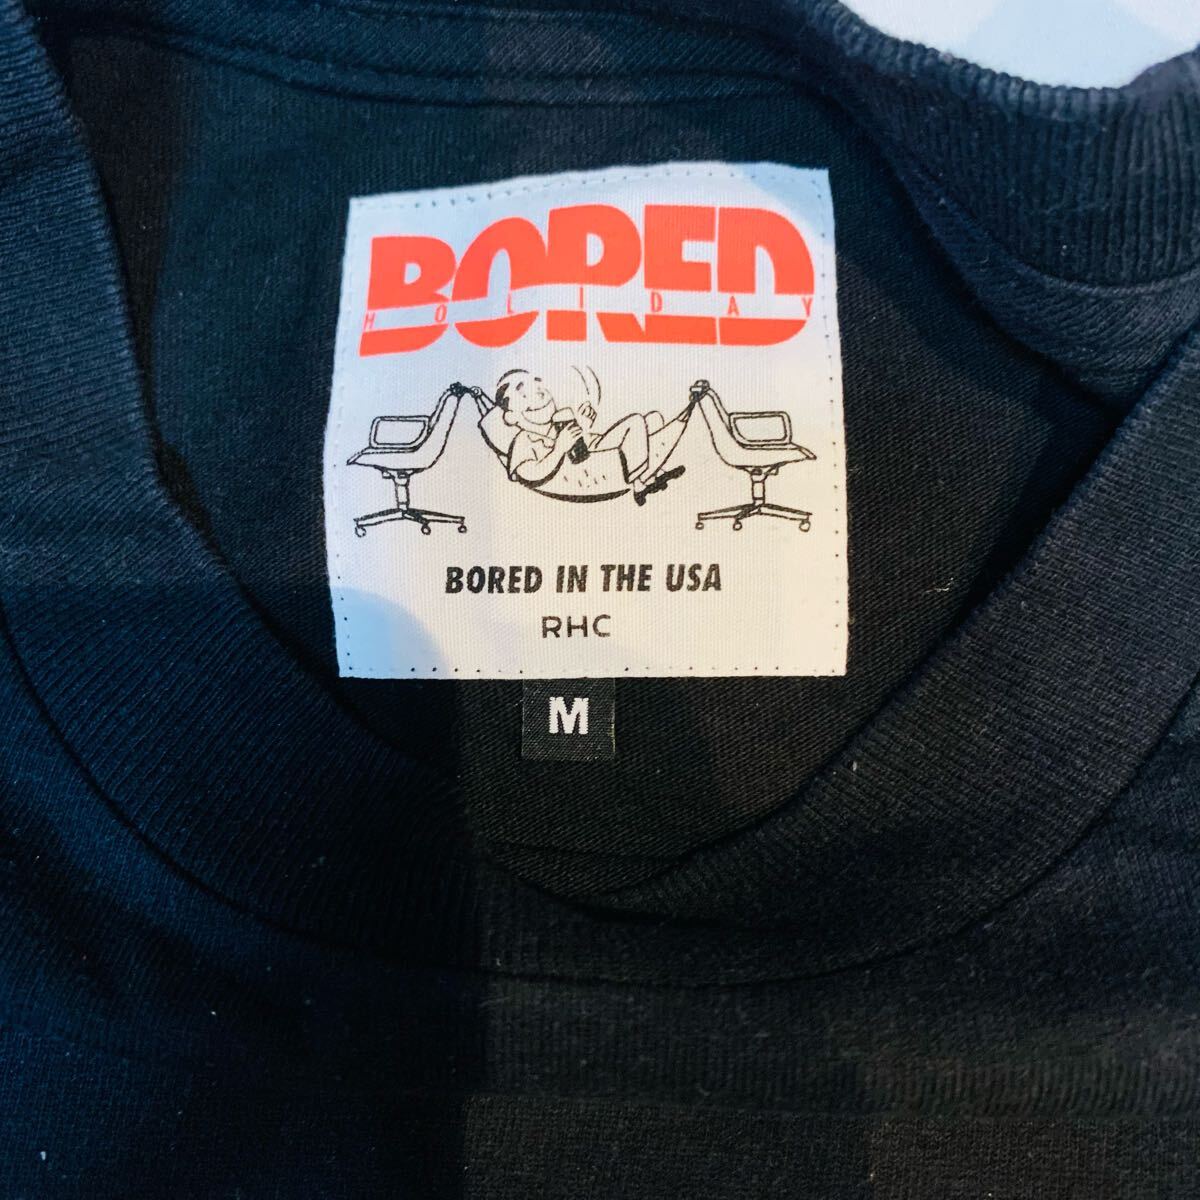 BORED
HOLIDAY
BORED IN THE USA
RHC
M